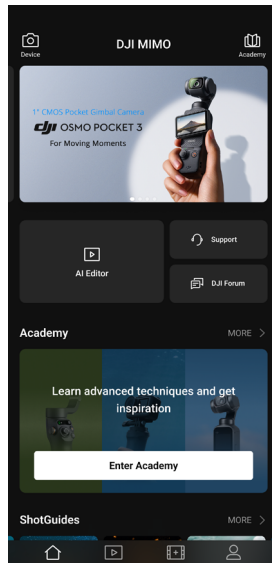 DJI MIMO
Device
Academy
1" CMOS Pocket Gimbal Camera
dji OSMO POCKET 3
For Moving Moments
AI Editor
Support
DJI Forum
Academy
MORE >
Learn advanced techniques and get
inspiration
Enter Academy
ShotGuides
MORE >